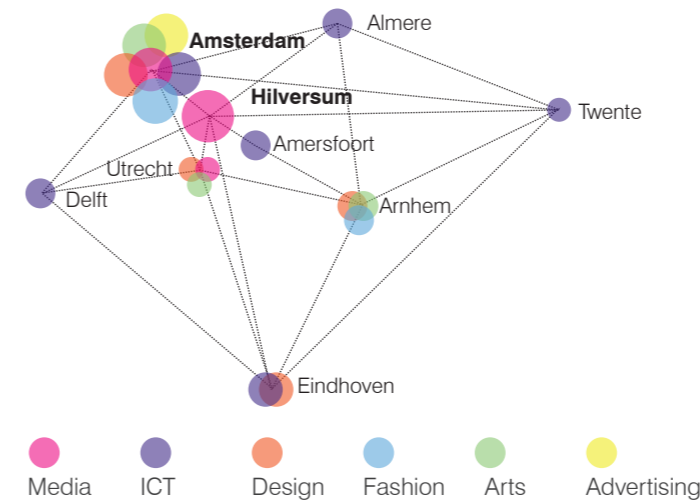 Almere
Amsterdam
Hilversum
Twente
Amersfoort
Utrecht
Delft
Arnhem
Eindhoven
Media
ICT
Design
Fashion
Arts
Advertising